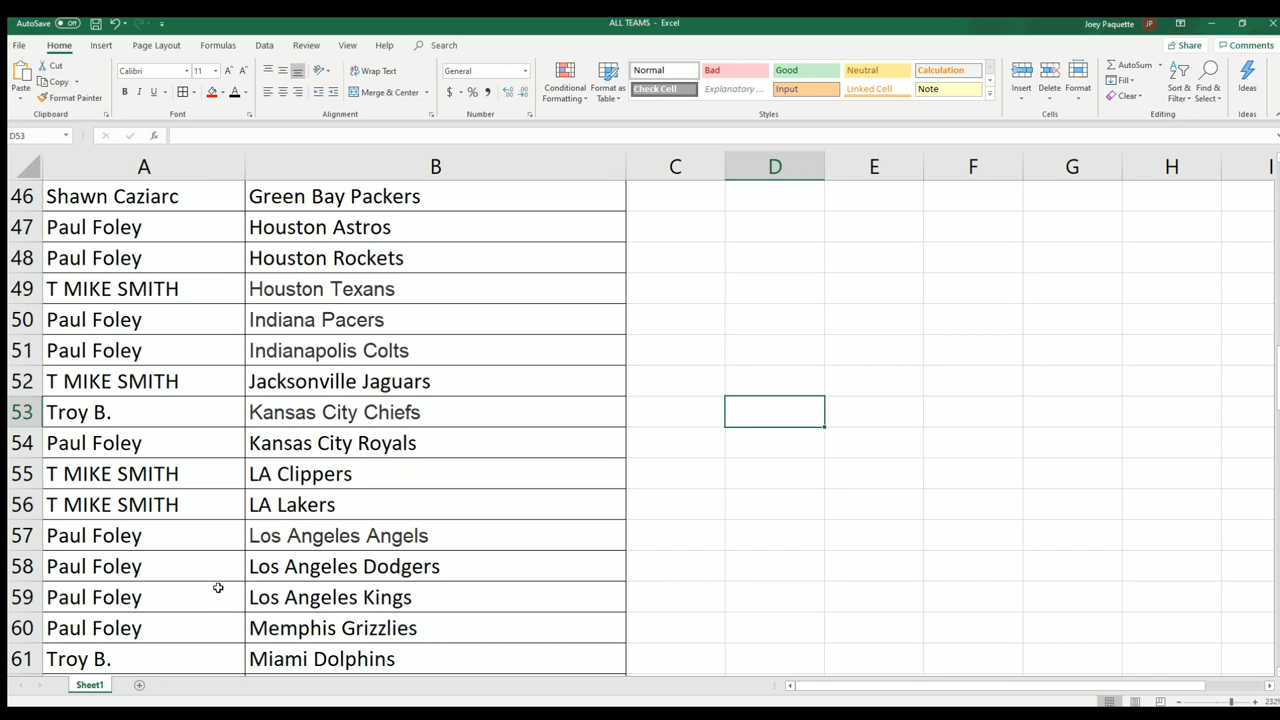 AutoSave Off ALL TEAMS - Excel Joey Paquette JP
File Home Insert Page Layout Formulas Data Review View Help Search Share Comments
Paste Cut Copy Format Painter Clipboard
Calibri 11 B I U A Font
Wrap Text Merge & Center Alignment
General $ % Number
Conditional Formatting Format as Table
Normal Bad Good Neutral Calculation
Check Cell Explanatory ... Input Linked Cell Note
Styles
Insert Delete Format Cells
AutoSum Fill Clear Sort & Filter Find & Select Editing
Ideas Ideas
D53 fx
A B C D E F G H I
46 Shawn Caziarc Green Bay Packers
47 Paul Foley Houston Astros
48 Paul Foley Houston Rockets
49 T MIKE SMITH Houston Texans
50 Paul Foley Indiana Pacers
51 Paul Foley Indianapolis Colts
52 T MIKE SMITH Jacksonville Jaguars
53 Troy B. Kansas City Chiefs
54 Paul Foley Kansas City Royals
55 T MIKE SMITH LA Clippers
56 T MIKE SMITH LA Lakers
57 Paul Foley Los Angeles Angels
58 Paul Foley Los Angeles Dodgers
59 Paul Foley Los Angeles Kings
60 Paul Foley Memphis Grizzlies
61 Troy B. Miami Dolphins
Sheet1